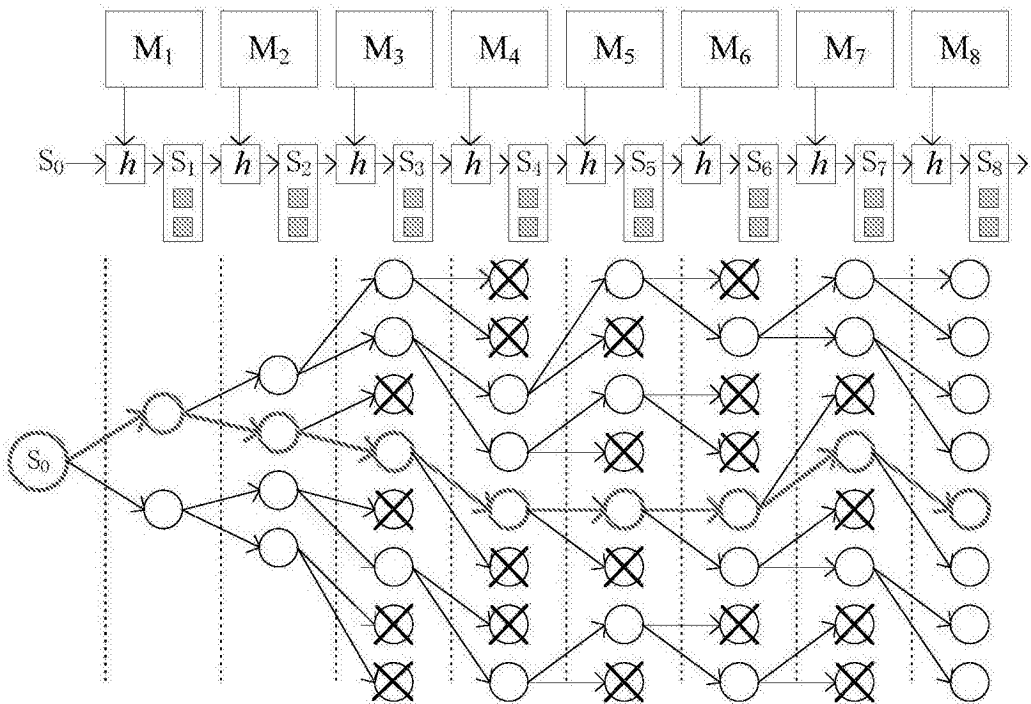 M₁ M₂ M₃ M₄ M₅ M₆ M₇ M₈
S₀ h S₁ h S₂ h S₃ h S₄ h S₅ h S₆ h S₇ h S₈
S₀